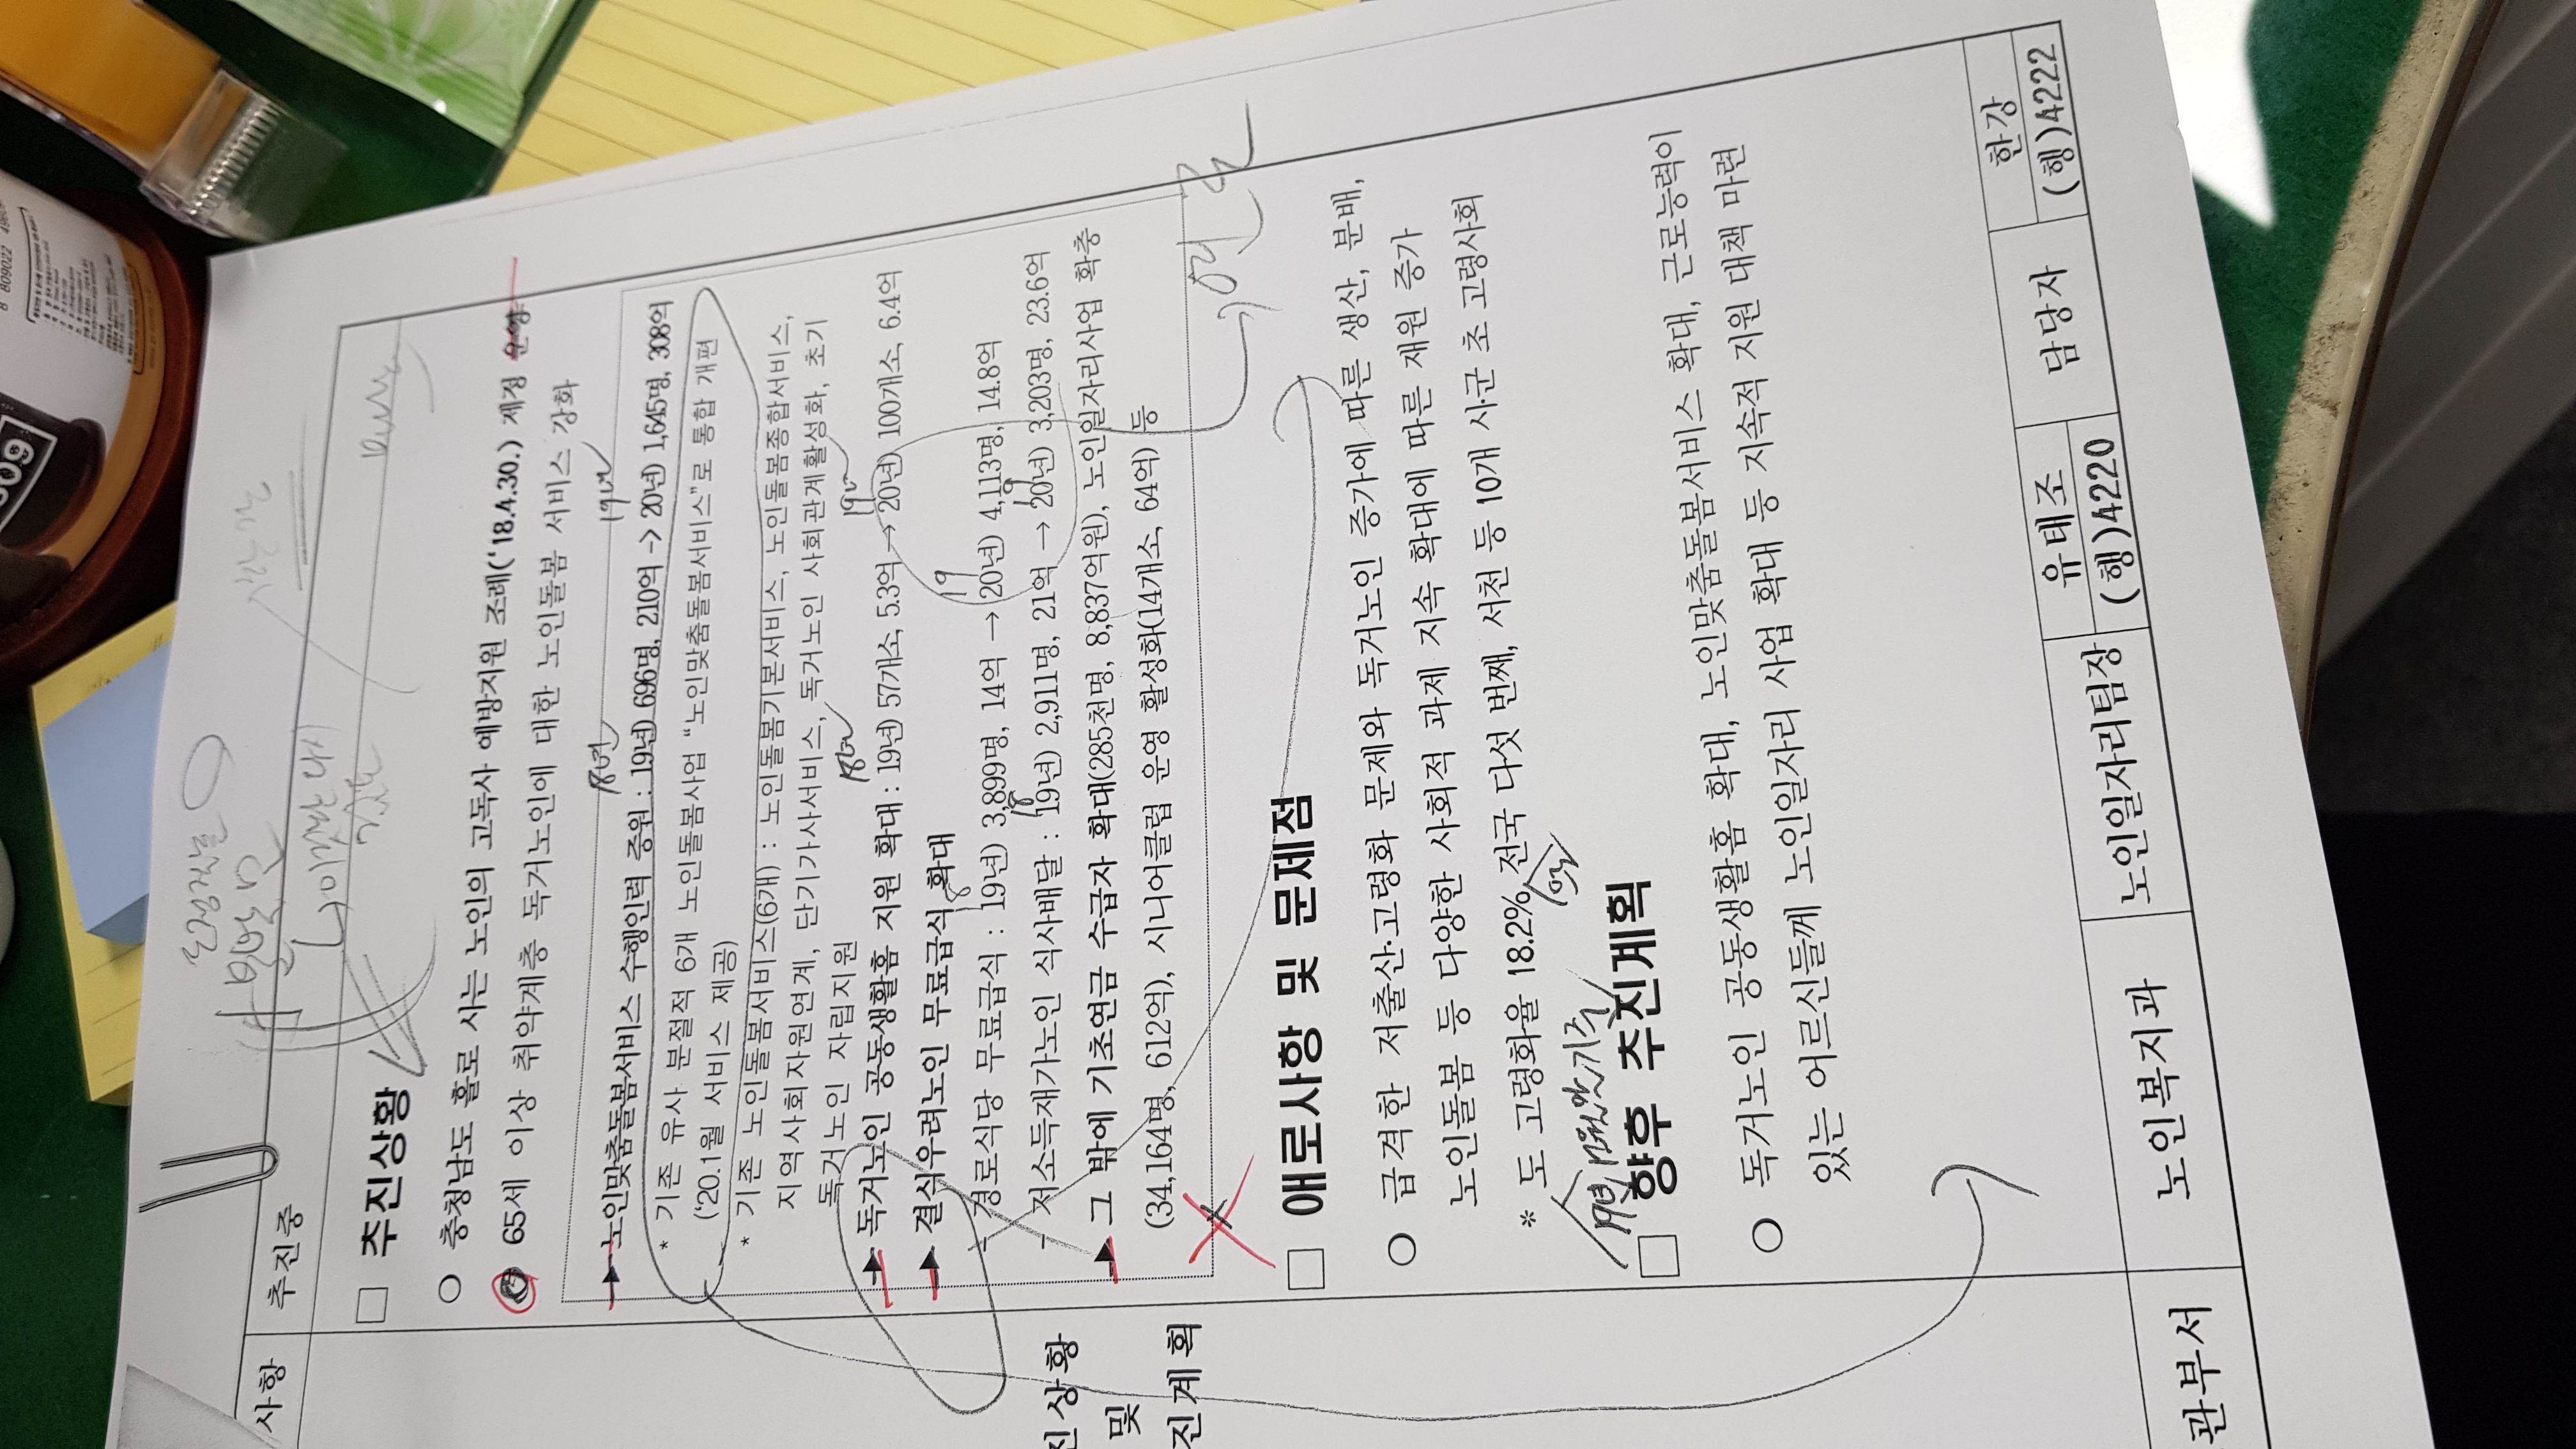 8 809022
609
사항
추진중
도정질문
이것만 다시
검토
□ 추진상황
○ 충청남도 홀로 사는 노인의 고독사 예방지원 조례(‘18.4.30.) 제정 운영
65세 이상 취약계층 독거노인에 대한 노인돌봄 서비스 강화
18년
19년
노인맞춤돌봄서비스 수행인력 증원 : 19년) 696명, 210억 -> 20년) 1,645명, 308억
* 기존 유사 분절적 6개 노인돌봄사업 “노인맞춤돌봄서비스”로 통합 개편
(‘20.1월 서비스 제공)
* 기존 노인돌봄서비스(6개) : 노인돌봄기본서비스, 노인돌봄종합서비스,
지역사회자원연계, 단기가사서비스, 독거노인 사회관계활성화, 초기
독거노인 자립지원
18년
19년
독거노인 공동생활홈 지원 확대 : 19년) 57개소, 5.3억 → 20년) 100개소, 6.4억
결식우려노인 무료급식 확대
18
19
- 경로식당 무료급식 : 19년) 3,899명, 14억 → 20년) 4,113명, 14.8억
18
19
- 저소득재가노인 식사배달 : 19년) 2,911명, 21억 → 20년) 3,203명, 23.6억
그 밖에 기초연금 수급자 확대(285천명, 8,837억원), 노인일자리사업 확충
(34,164명, 612억), 시니어클럽 운영 활성화(14개소, 64억) 등
진상황
및
진계획
□ 애로사항 및 문제점
○ 급격한 저출산·고령화 문제와 독거노인 증가에 따른 생산, 분배,
노인돌봄 등 다양한 사회적 과제 지속 확대에 따른 재원 증가
* 도 고령화율 18.2% 전국 다섯 번째, 서천 등 10개 시·군 초 고령사회
으로
19년 12월말 기준
□ 향후 추진계획
○ 독거노인 공동생활홈 확대, 노인맞춤돌봄서비스 확대, 근로능력이
있는 어르신들께 노인일자리 사업 확대 등 지속적 지원 대책 마련
관부서
노인복지과
노인일자리팀장
유태조
(행)4220
담당자
한강
(행)4222